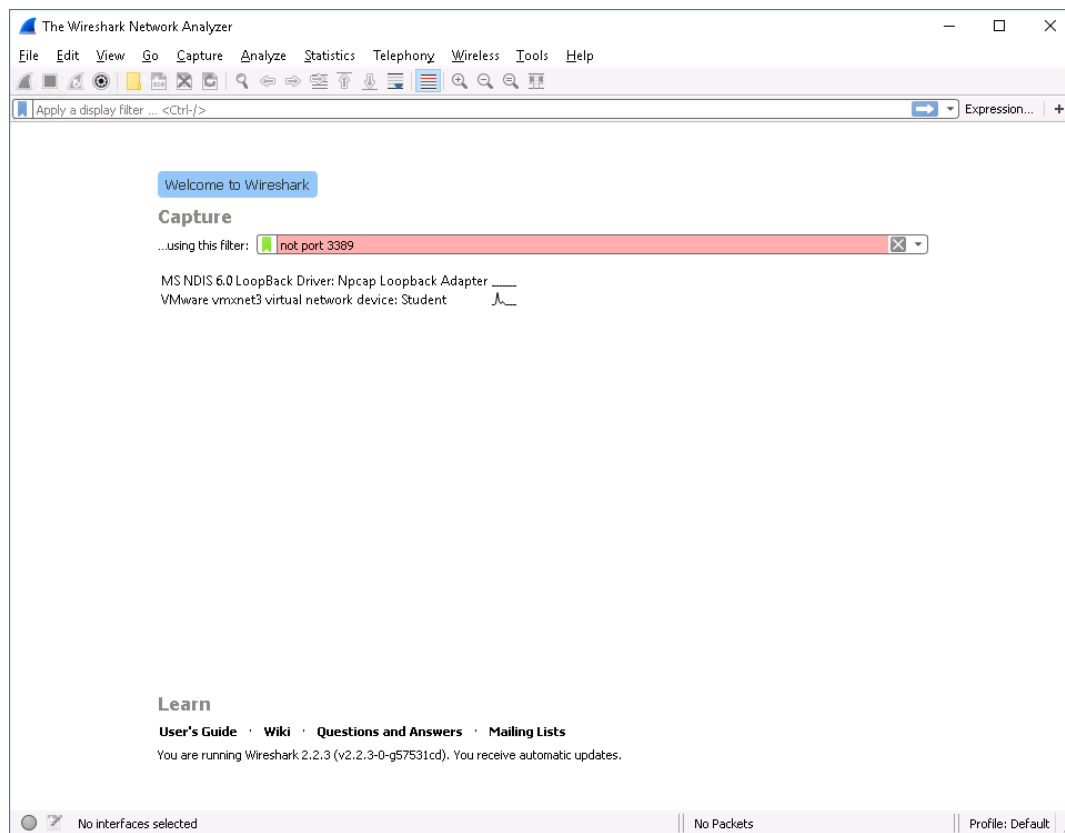 The Wireshark Network Analyzer
File Edit View Go Capture Analyze Statistics Telephony Wireless Tools Help
Apply a display filter ... <Ctrl-/> Expression... +
Welcome to Wireshark
Capture
...using this filter: not port 3389
MS NDIS 6.0 LoopBack Driver: Npcap Loopback Adapter
VMware vmxnet3 virtual network device: Student
Learn
User's Guide · Wiki · Questions and Answers · Mailing Lists
You are running Wireshark 2.2.3 (v2.2.3-0-g57531cd). You receive automatic updates.
No interfaces selected No Packets Profile: Default